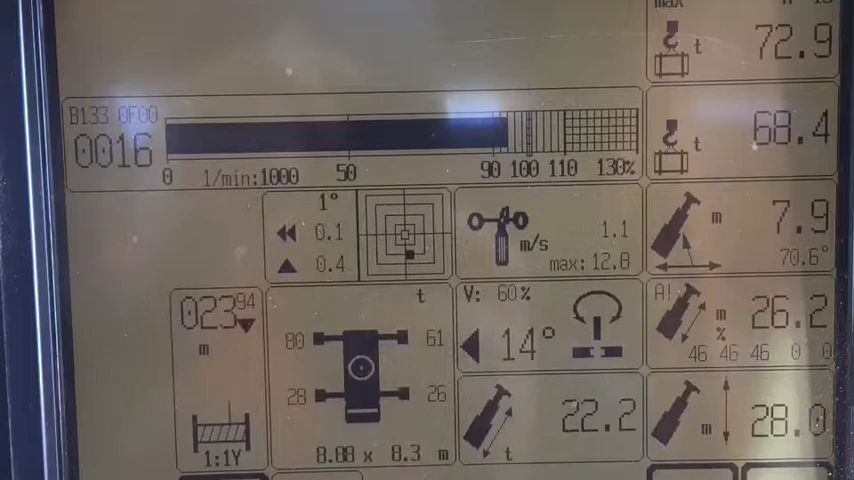 max
t 72.9
B133 0F00
0016
0 1/min:1000 50 90 100 110 130%
t 68.4
1°
0.1
0.4
m/s 1.1
max: 12.8
m 7.9
70.6°
02394
m
1:1Y
t
80 61
28 26
8.88 x 8.3 m
V: 60%
14°
t 22.2
A! m 26.2
% 46 46 46 0 0
m 28.0